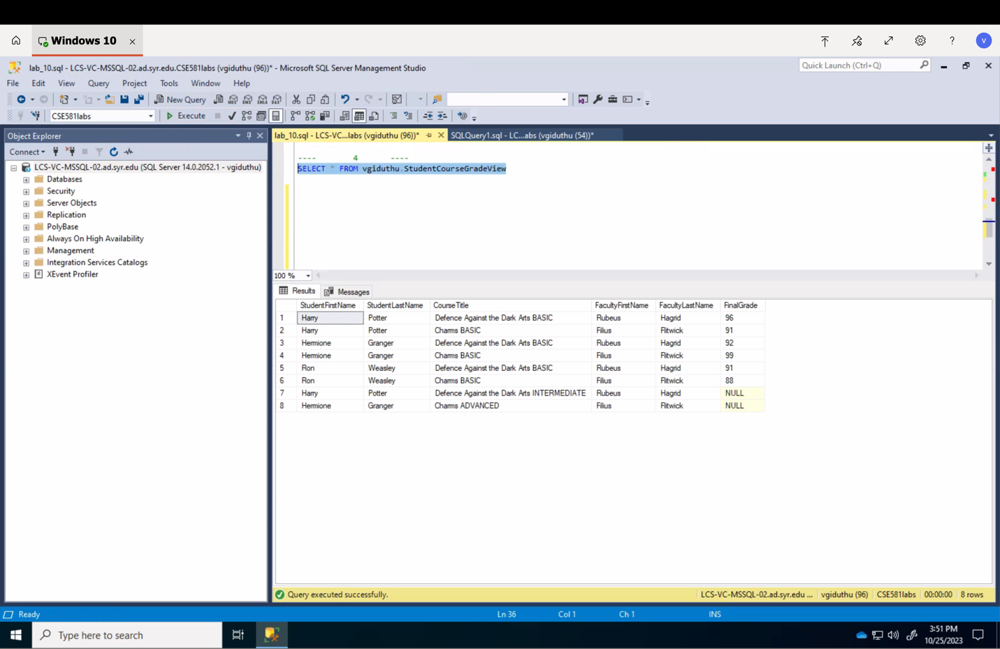 Windows 10
?
V
lab_10.sql - LCS-VC-MSSQL-02.ad.syr.edu.CSE581labs (vgiduthu (96))* - Microsoft SQL Server Management Studio
Quick Launch (Ctrl+Q)
File Edit View Query Project Tools Window Help
New Query MDX DMX XMLA DAX
CSE581labs Execute
Object Explorer
lab_10.sql - LC...labs (vgiduthu (96))* SQLQuery1.sql - LC...abs (vgiduthu (54))*
Connect
LCS-VC-MSSQL-02.ad.syr.edu (SQL Server 14.0.2052.1 - vgiduthu)
Databases
Security
Server Objects
Replication
PolyBase
Always On High Availability
Management
Integration Services Catalogs
XEvent Profiler
---- 4 ----
SELECT * FROM vgiduthu.StudentCourseGradeView
100 %
Results Messages
StudentFirstName StudentLastName CourseTitle FacultyFirstName FacultyLastName FinalGrade
1 Harry Potter Defence Against the Dark Arts BASIC Rubeus Hagrid 96
2 Harry Potter Charms BASIC Filius Flitwick 91
3 Hermione Granger Defence Against the Dark Arts BASIC Rubeus Hagrid 92
4 Hermione Granger Charms BASIC Filius Flitwick 99
5 Ron Weasley Defence Against the Dark Arts BASIC Rubeus Hagrid 91
6 Ron Weasley Charms BASIC Filius Flitwick 88
7 Harry Potter Defence Against the Dark Arts INTERMEDIATE Rubeus Hagrid NULL
8 Hermione Granger Charms ADVANCED Filius Flitwick NULL
Query executed successfully. LCS-VC-MSSQL-02.ad.syr.edu ... vgiduthu (96) CSE581labs 00:00:00 8 rows
Ready Ln 36 Col 1 Ch 1 INS
Type here to search
3:51 PM
10/25/2023